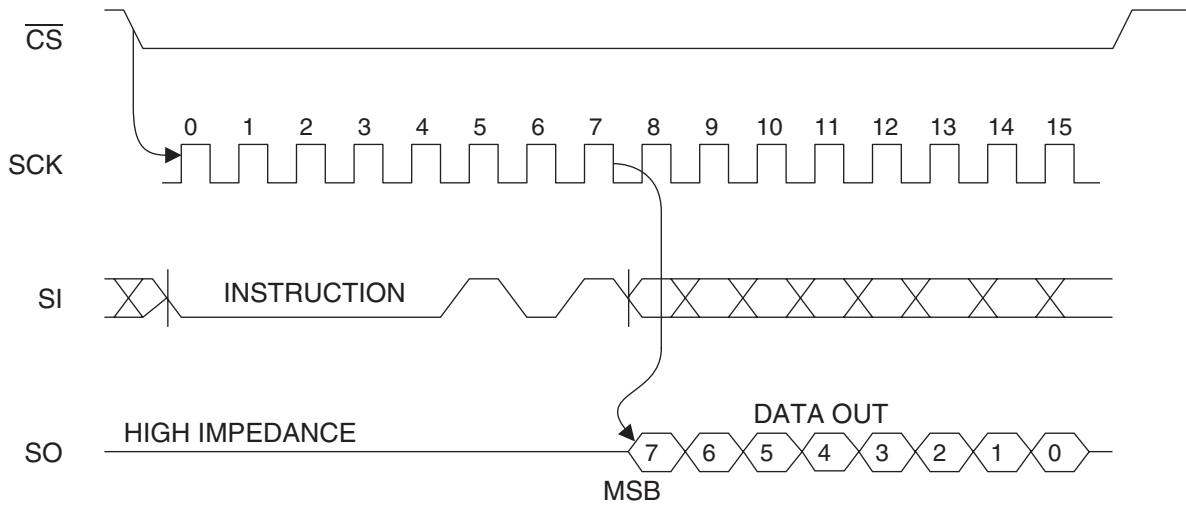 C̅S̅
0 1 2 3 4 5 6 7 8 9 10 11 12 13 14 15
SCK
SI
INSTRUCTION
DATA OUT
HIGH IMPEDANCE
SO
7 6 5 4 3 2 1 0
MSB